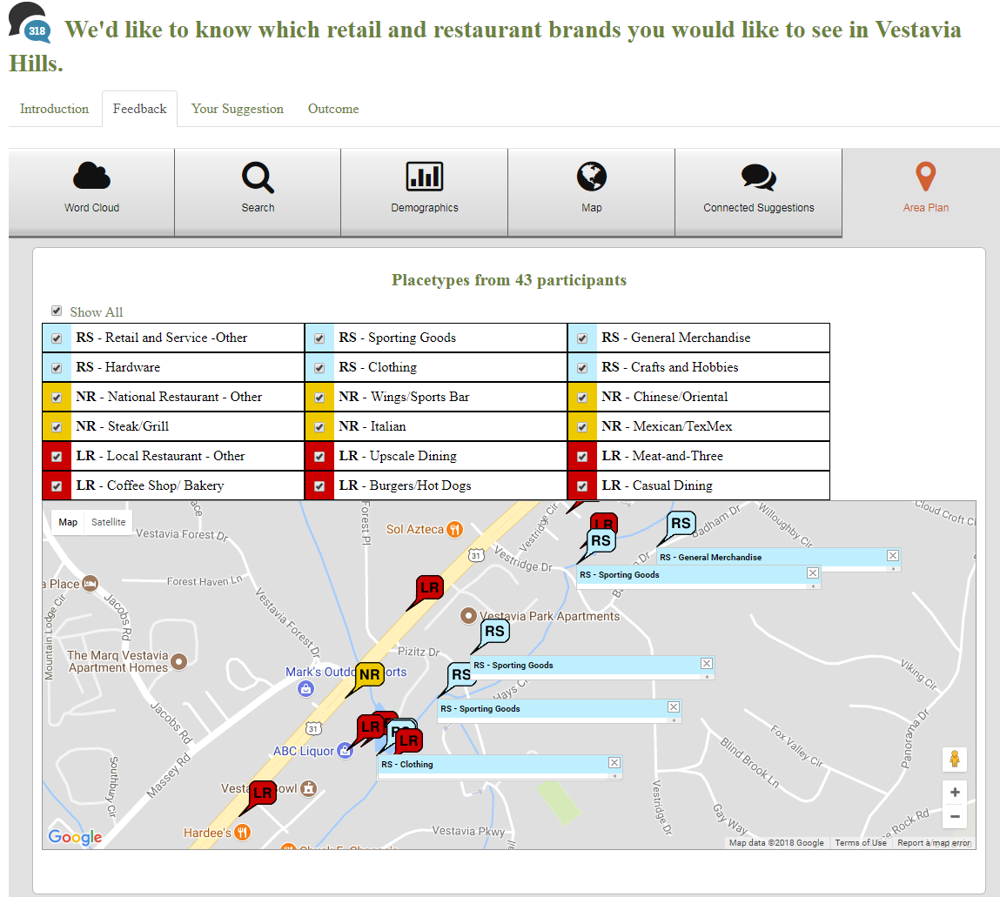 318
We'd like to know which retail and restaurant brands you would like to see in Vestavia
Hills.
Introduction Feedback Your Suggestion Outcome
Word Cloud Search Demographics Map Connected Suggestions Area Plan
Placetypes from 43 participants
Show All
RS - Retail and Service -Other RS - Sporting Goods RS - General Merchandise
RS - Hardware RS - Clothing RS - Crafts and Hobbies
NR - National Restaurant - Other NR - Wings/Sports Bar NR - Chinese/Oriental
NR - Steak/Grill NR - Italian NR - Mexican/TexMex
LR - Local Restaurant - Other LR - Upscale Dining LR - Meat-and-Three
LR - Coffee Shop/ Bakery LR - Burgers/Hot Dogs LR - Casual Dining
Map Satellite
Vestavia Forest Dr
Forest Pl
Sol Azteca
31
Vestridge Cir
Vestridge Dr
LR
RS
RS
Badham Dr
Willoughby Cir
Cloud Croft
RS - General Merchandise
RS - Sporting Goods
a Place
Forest Haven Ln
Jacobs Rd
Mountain Lodge Cir
Vestavia Forest Dr
LR
Vestavia Park Apartments
RS
Pizitz Dr
The Marq Vestavia
Apartment Homes
RS - Sporting Goods
Mark's Outd orts
NR
RS
Hays
Viking Cir
RS - Sporting Goods
Jacobs Rd
31
LR
LR
ABC Liquor
RS - Clothing
Fox Valley Cir
Blind Brook Ln
Panorama Dr
Massey Rd
Southbury Cir
Vesta owl
LR
Vestridge Dr
Gay Way
e Rock Rd
Hardee's
Vestavia Pkwy
Google
Map data ©2018 Google Terms of Use Report a map error